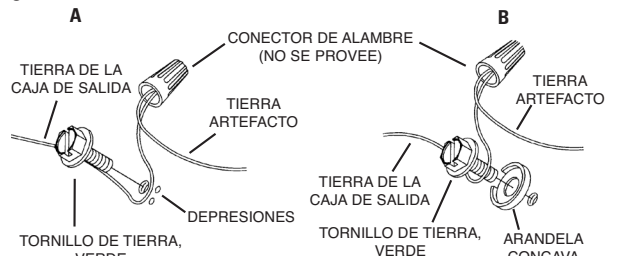 A
B
CONECTOR DE ALAMBRE
(NO SE PROVEE)
TIERRA DE LA
CAJA DE SALIDA
TIERRA
ARTEFACTO
TIERRA
ARTEFACTO
DEPRESIONES
TIERRA DE LA
CAJA DE SALIDA
TORNILLO DE TIERRA,
VERDE
TORNILLO DE TIERRA,
VERDE
ARANDELA
CONCAVA